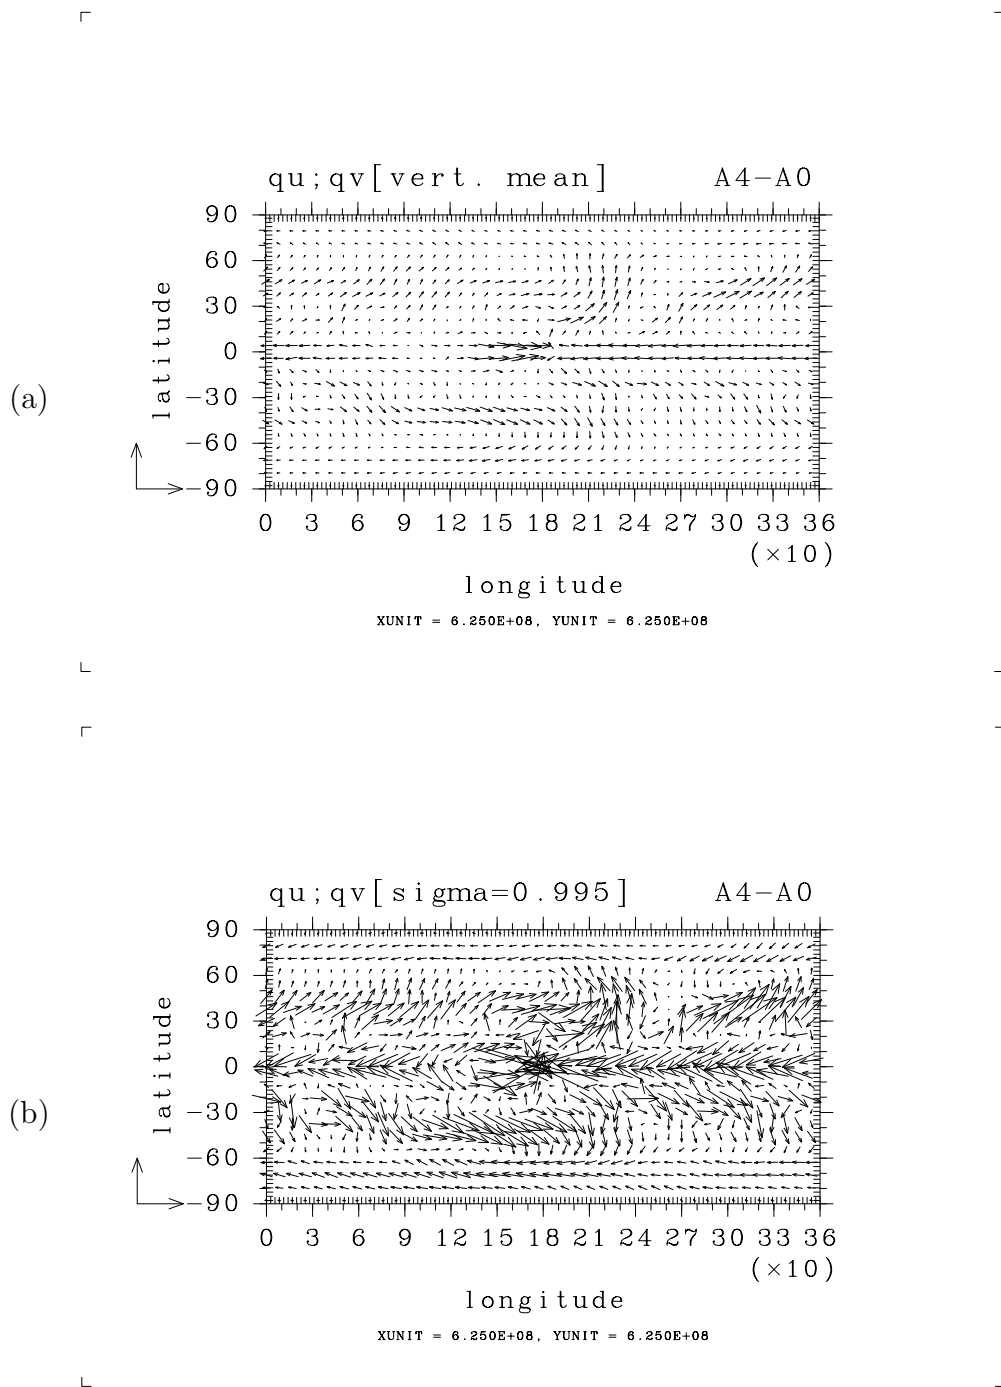 qu;qv[vert. mean] A4−A0
90
60
30
0
−30
−60
−90
latitude
(a)
0 3 6 9 12 15 18 21 24 27 30 33 36
(×10)
longitude
XUNIT = 6.250E+08, YUNIT = 6.250E+08
qu;qv[sigma=0.995] A4−A0
90
60
30
0
−30
−60
−90
latitude
(b)
0 3 6 9 12 15 18 21 24 27 30 33 36
(×10)
longitude
XUNIT = 6.250E+08, YUNIT = 6.250E+08